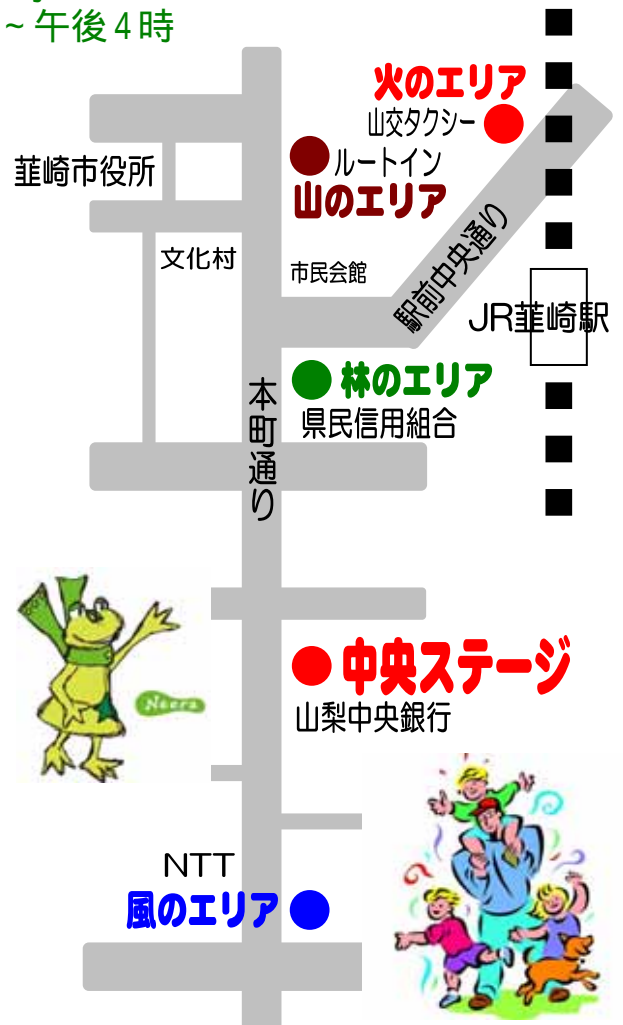 ~午後4時
火のエリア
山交タクシー
ルートイン
山のエリア
韮崎市役所
文化村
市民会館
駅前中央通り
JR韮崎駅
林のエリア
県民信用組合
本町通り
中央ステージ
山梨中央銀行
Neera
NTT
風のエリア